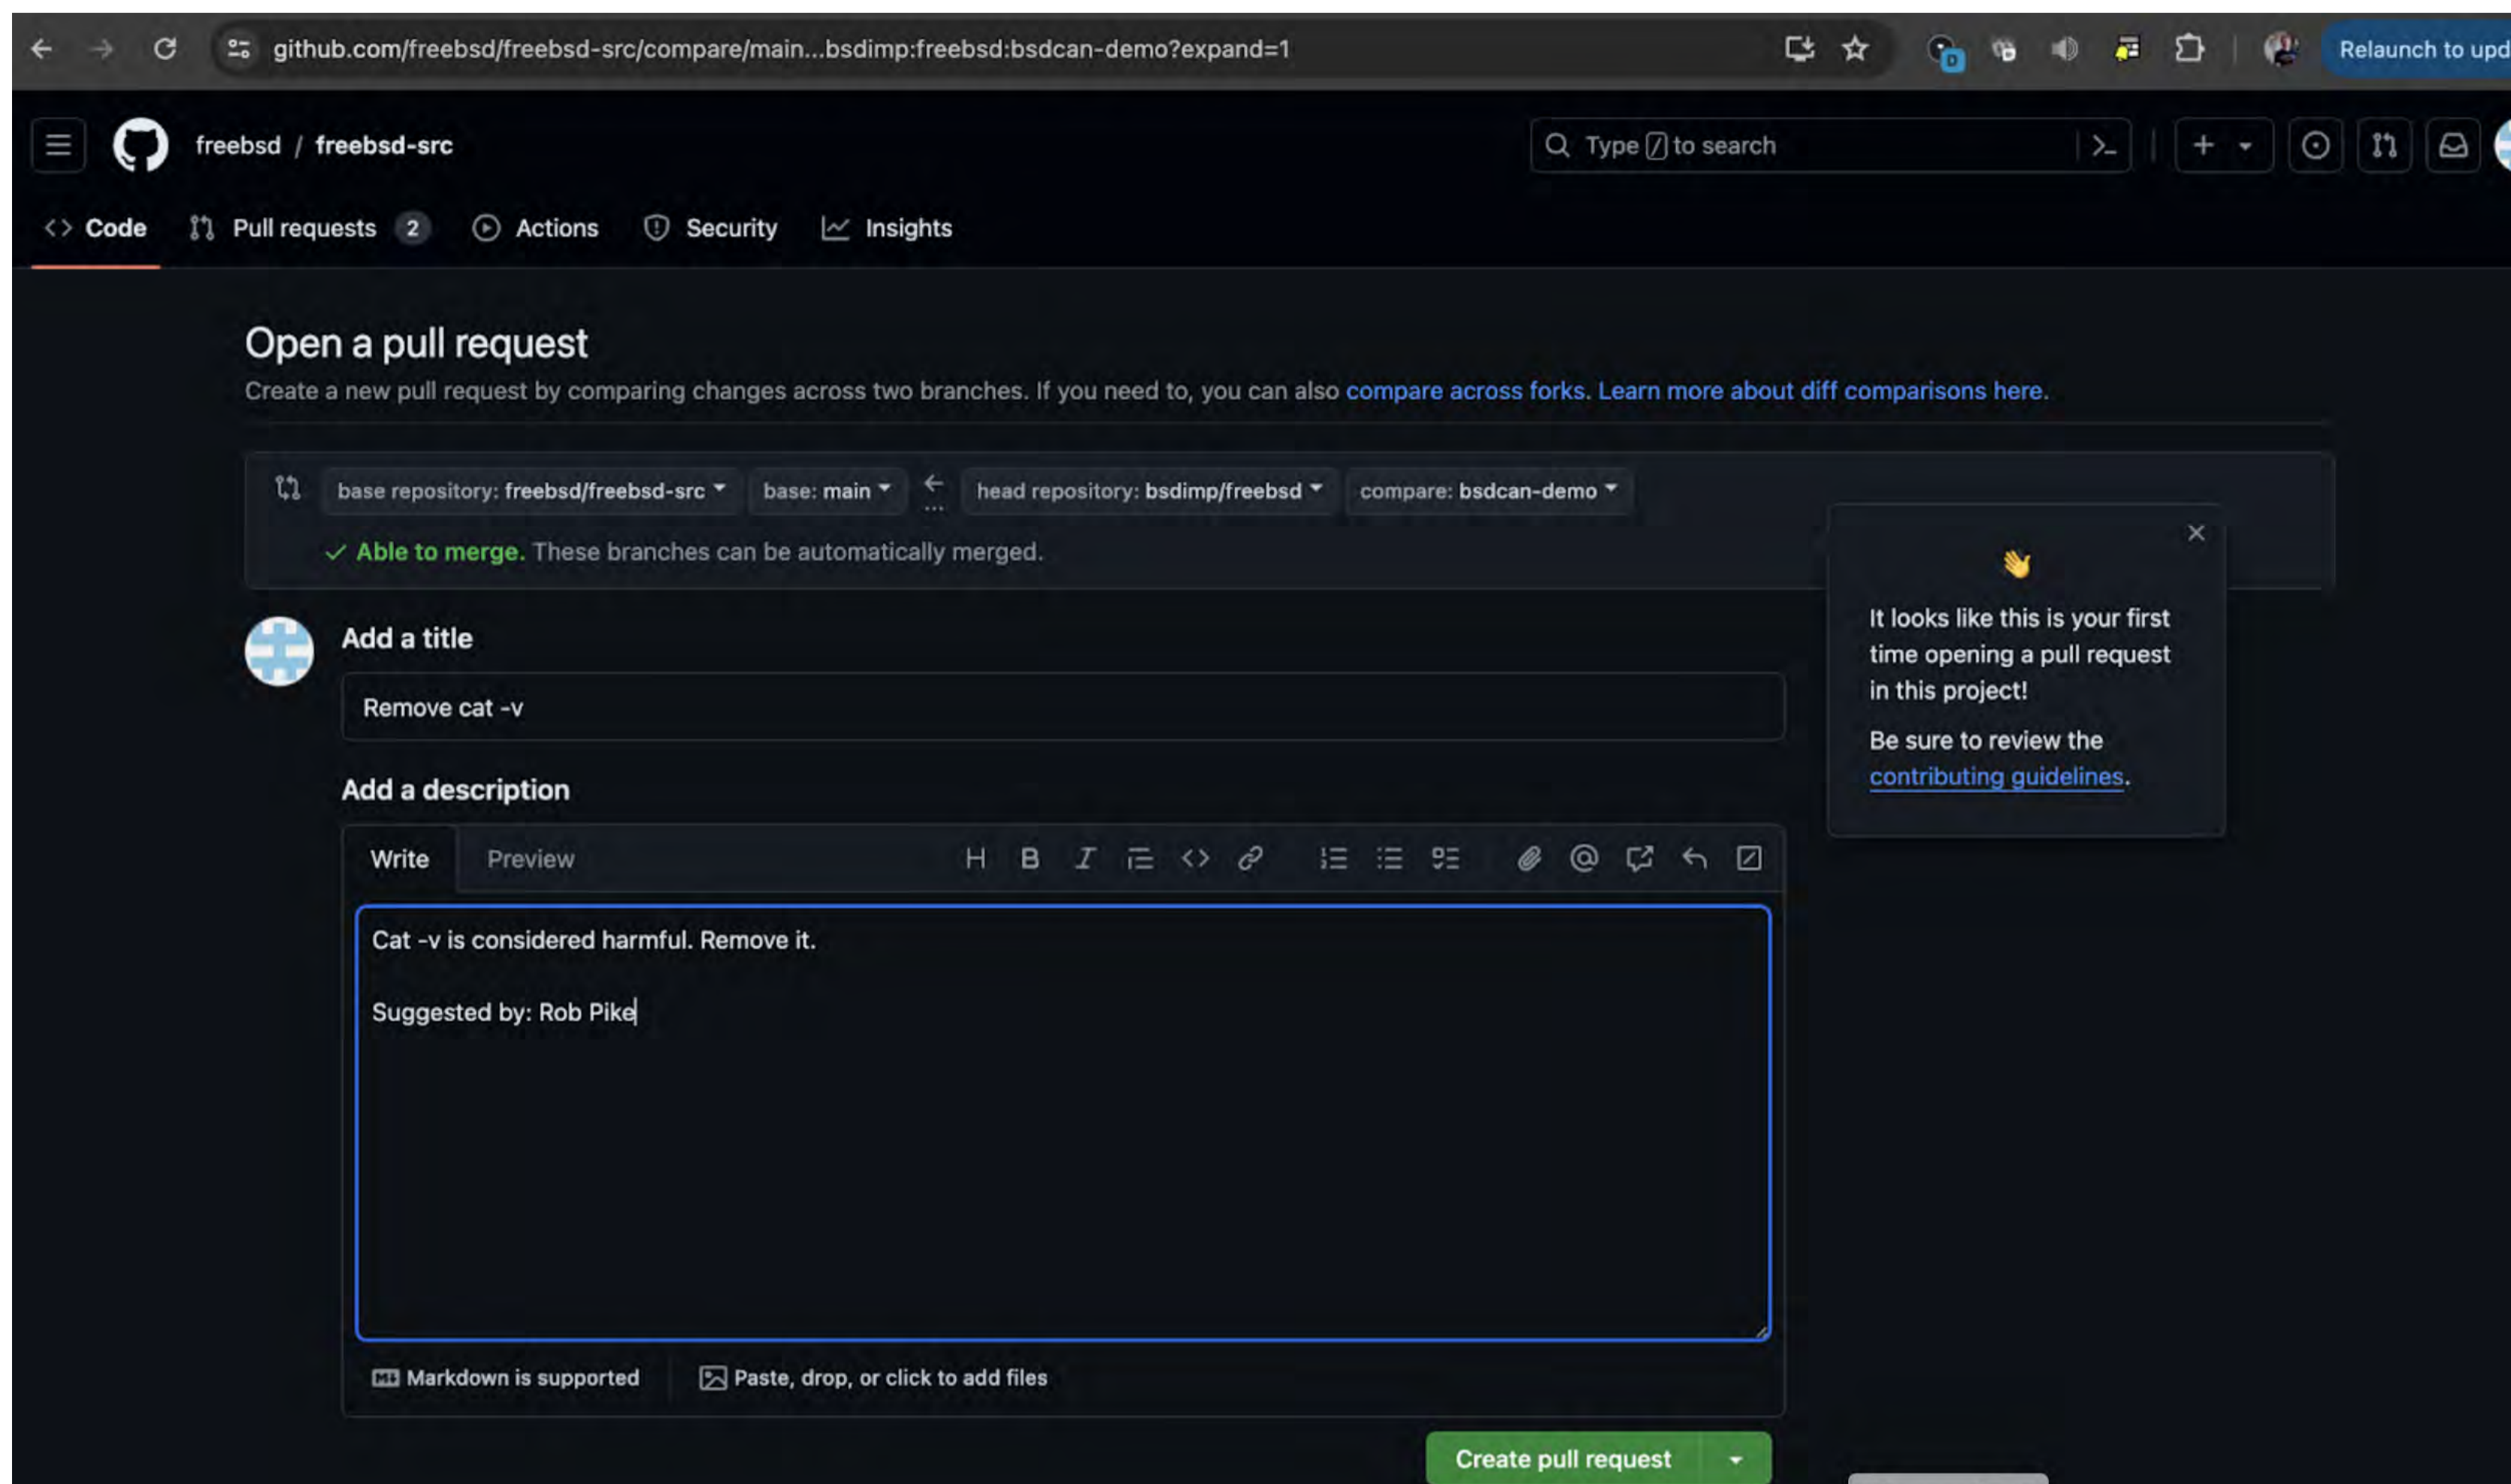 github.com/freebsd/freebsd-src/compare/main...bsdimp:freebsd:bsdcan-demo?expand=1
Relaunch to upd
freebsd / freebsd-src
Type / to search
Code Pull requests 2 Actions Security Insights
Open a pull request
Create a new pull request by comparing changes across two branches. If you need to, you can also compare across forks. Learn more about diff comparisons here.
base repository: freebsd/freebsd-src base: main ← ... head repository: bsdimp/freebsd compare: bsdcan-demo
✓ Able to merge. These branches can be automatically merged.
Add a title
Remove cat -v
Add a description
Write Preview
Cat -v is considered harmful. Remove it.
Suggested by: Rob Pike
Markdown is supported Paste, drop, or click to add files
Create pull request
It looks like this is your first
time opening a pull request
in this project!
Be sure to review the
contributing guidelines.